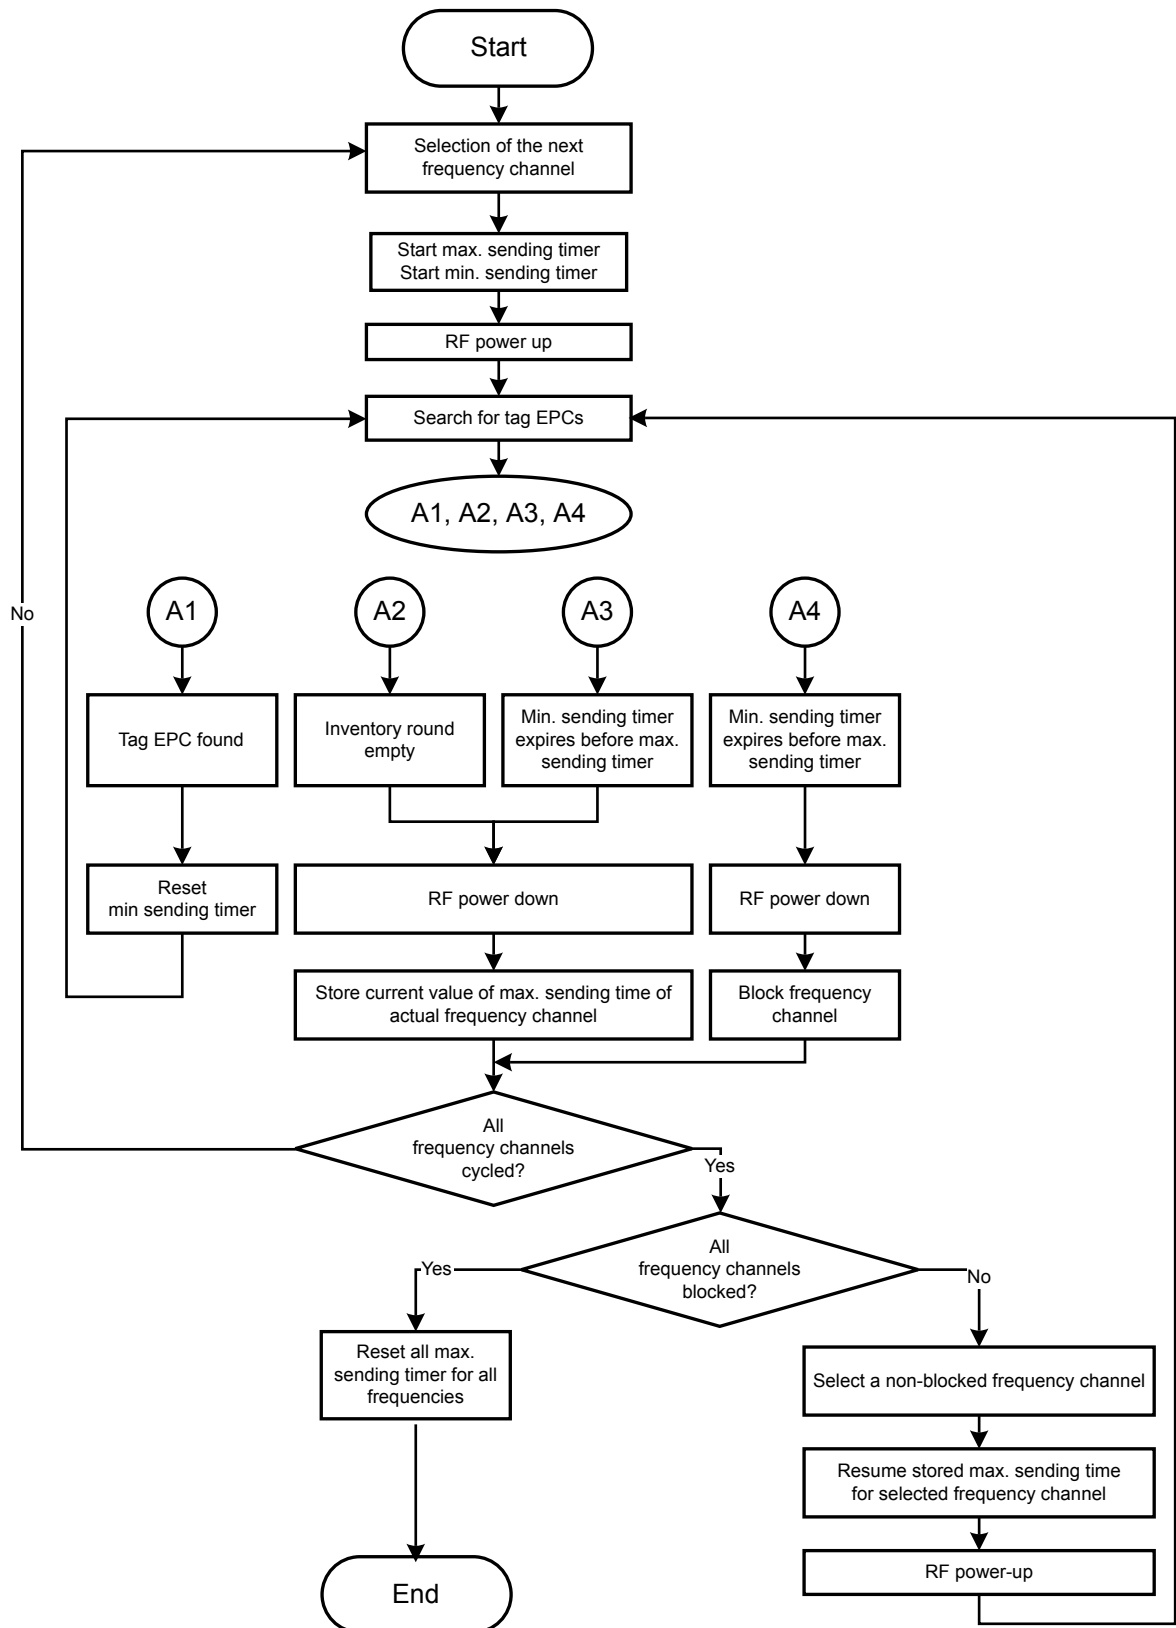 Start
Selection of the next
frequency channel
Start max. sending timer
Start min. sending timer
RF power up
Search for tag EPCs
A1, A2, A3, A4
No
A1
A2
A3
A4
Tag EPC found
Inventory round
empty
Min. sending timer
expires before max.
sending timer
Min. sending timer
expires before max.
sending timer
Reset
min sending timer
RF power down
RF power down
Store current value of max. sending time of
actual frequency channel
Block frequency
channel
All
frequency channels
cycled?
Yes
All
frequency channels
blocked?
Yes
No
Reset all max.
sending timer for all
frequencies
Select a non-blocked frequency channel
Resume stored max. sending time
for selected frequency channel
RF power-up
End